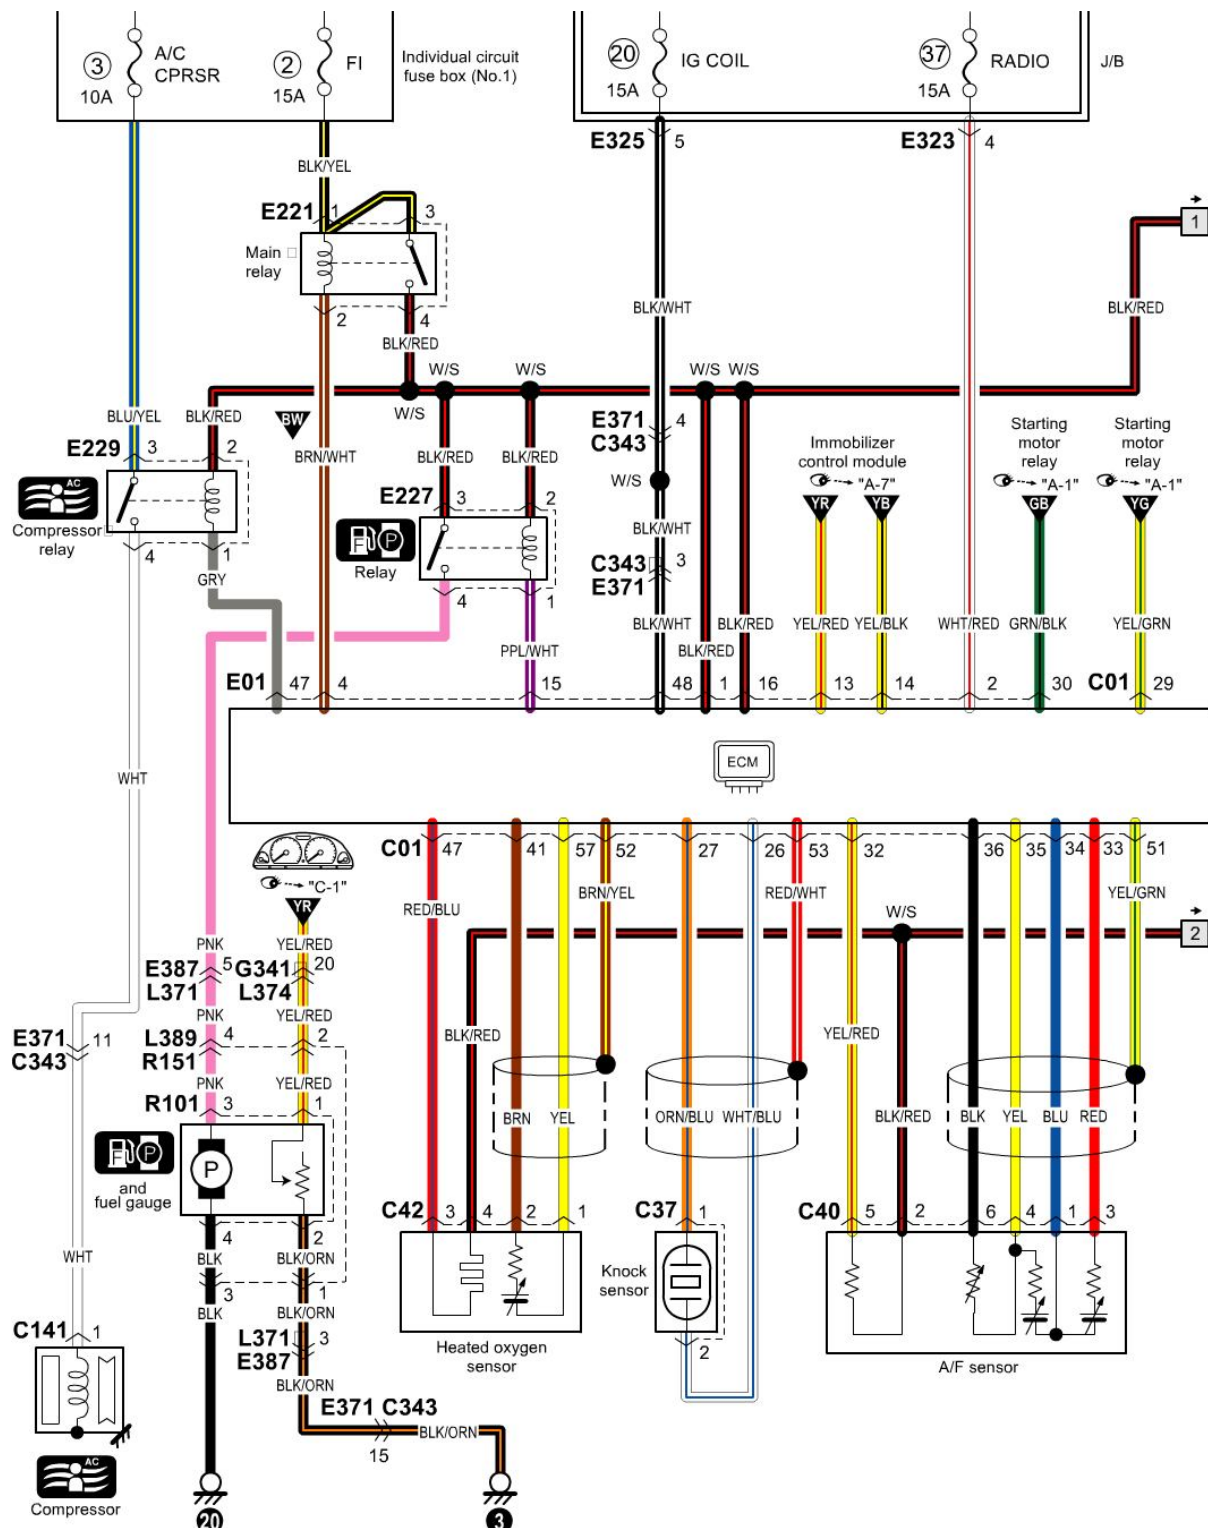 3 A/C CPRSR 10A
2 FI 15A
Individual circuit fuse box (No.1)
20 IG COIL 15A
37 RADIO 15A
J/B
E325 5
E323 4
BLK/YEL
E221 1 3
Main relay
2 4
1
BLK/WHT
BLK/RED
BLK/RED
W/S W/S W/S W/S
W/S
BLU/YEL BLK/RED
BW
E371 4
C343
Starting motor relay "A-1"
Starting motor relay "A-1"
Immobilizer control module "A-7"
E229 3 2
BRN/WHT BLK/RED BLK/RED
W/S
AC
Compressor relay
E227 3 2
YR YB GB YG
BLK/WHT
F P
Relay
4 1
C343 3
E371
GRY
4 1
BLK/WHT BLK/RED YEL/RED YEL/BLK WHT/RED GRN/BLK YEL/GRN
PPL/WHT BLK/RED
E01 47 4 15 48 1 16 13 14 2 30 C01 29
ECM
WHT
C01 47 41 57 52 27 26 53 32 36 35 34 33 51
"C-1"
BRN/YEL RED/WHT YEL/GRN
YR
RED/BLU
W/S
2
PNK YEL/RED
E387 5 G341 20
L371 L374
PNK YEL/RED
BLK/RED YEL/RED
E371 11
C343
L389 4 2
R151
PNK YEL/RED
R101 3 1
BRN YEL ORN/BLU WHT/BLU BLK/RED BLK YEL BLU RED
F P
and fuel gauge
P
C42 3 4 2 1
C37 1
C40 5 2 6 4 1 3
4 2
WHT
BLK BLK/ORN
Knock sensor
3 1
BLK BLK/ORN
C141 1
L371 3
E387
2
Heated oxygen sensor
A/F sensor
BLK/ORN
E371 C343
15
BLK/ORN
AC
Compressor
20
3